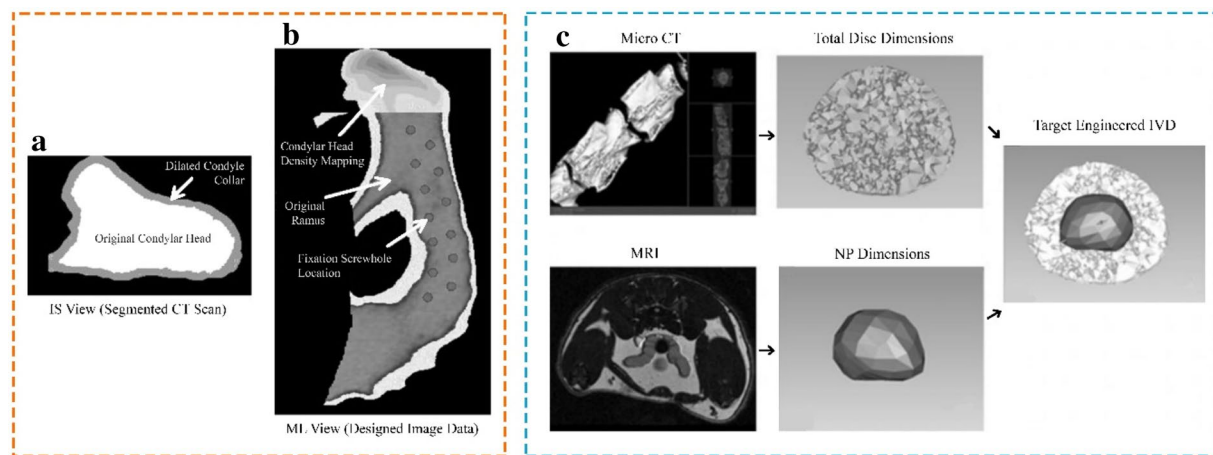 a
Dilated Condyle
Collar
Original Condylar Head
IS View (Segmented CT Scan)
b
Condylar Head
Density Mapping
Original
Ramus
Fixation Screwhole
Location
ML View (Designed Image Data)
c
Micro CT
Total Disc Dimensions
Target Engineered IVD
MRI
NP Dimensions